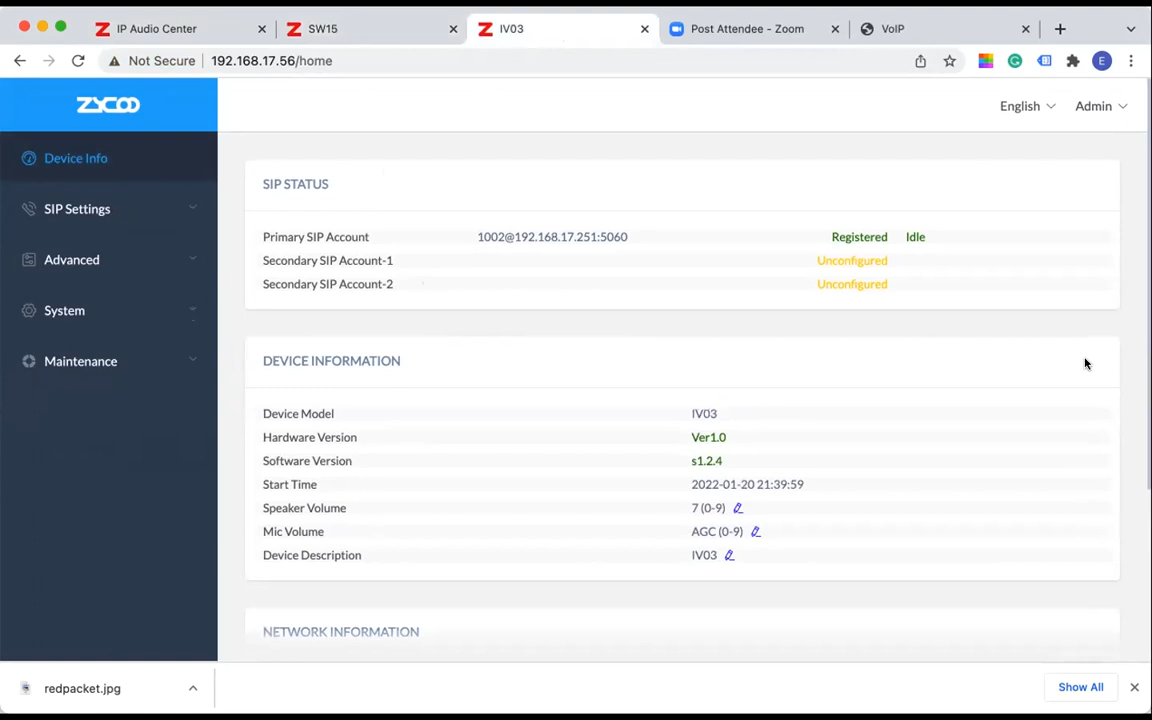 IP Audio Center
SW15
IV03
Post Attendee - Zoom
VoIP
Not Secure
192.168.17.56/home
E
ZYCOO
English
Admin
Device Info
SIP Settings
Advanced
System
Maintenance
SIP STATUS
Primary SIP Account 1002@192.168.17.251:5060 Registered Idle
Secondary SIP Account-1 Unconfigured
Secondary SIP Account-2 Unconfigured
DEVICE INFORMATION
Device Model IV03
Hardware Version Ver1.0
Software Version s1.2.4
Start Time 2022-01-20 21:39:59
Speaker Volume 7 (0-9)
Mic Volume AGC (0-9)
Device Description IV03
NETWORK INFORMATION
redpacket.jpg
Show All